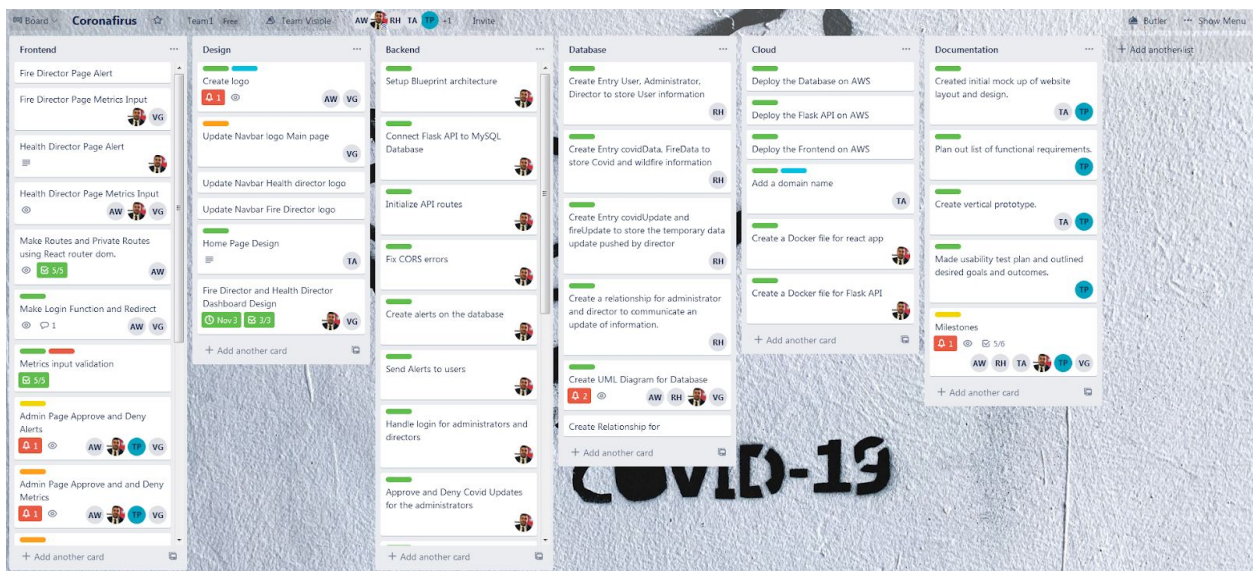 Board Coronafirus Team1 Free Team Visible AW RH TA TP +1 Invite Butler ... Show Menu
Frontend ...
Fire Director Page Alert
Fire Director Page Metrics Input
VG
Health Director Page Alert
Health Director Page Metrics Input
AW VG
Make Routes and Private Routes
using React router dom.
5/5 AW
Make Login Function and Redirect
1 AW VG
Metrics input validation
5/5
Admin Page Approve and Deny
Alerts
1 AW TP VG
Admin Page Approve and and Deny
Metrics
1 AW TP VG
+ Add another card
Design ...
Create logo
1 AW VG
Update Navbar logo Main page
VG
Update Navbar Health director logo
Update Navbar Fire Director logo
Home Page Design
TA
Fire Director and Health Director
Dashboard Design
Nov 3 3/3 VG
+ Add another card
Backend ...
Setup Blueprint architecture
Connect Flask API to MySQL
Database
Initialize API routes
Fix CORS errors
Create alerts on the database
Send Alerts to users
Handle login for administrators and
directors
Approve and Deny Covid Updates
for the administrators
+ Add another card
Database ...
Create Entry User, Administrator,
Director to store User information
RH
Create Entry covidData, FireData to
store Covid and wildfire information
RH
Create Entry covidUpdate and
fireUpdate to store the temporary data
update pushed by director
RH
Create a relationship for administrator
and director to communicate an
update of information.
RH
Create UML Diagram for Database
2 AW RH VG
Create Relationship for
+ Add another card
Cloud ...
Deploy the Database on AWS
Deploy the Flask API on AWS
Deploy the Frontend on AWS
Add a domain name
TA
Create a Docker file for react app
Create a Docker file for Flask API
+ Add another card
Documentation ...
Created initial mock up of website
layout and design.
TA TP
Plan out list of functional requirements.
TP
Create vertical prototype.
TA TP
Made usability test plan and outlined
desired goals and outcomes.
TP
Milestones
1 5/6
AW RH TA TP VG
+ Add another card
+ Add another list
COVID-19